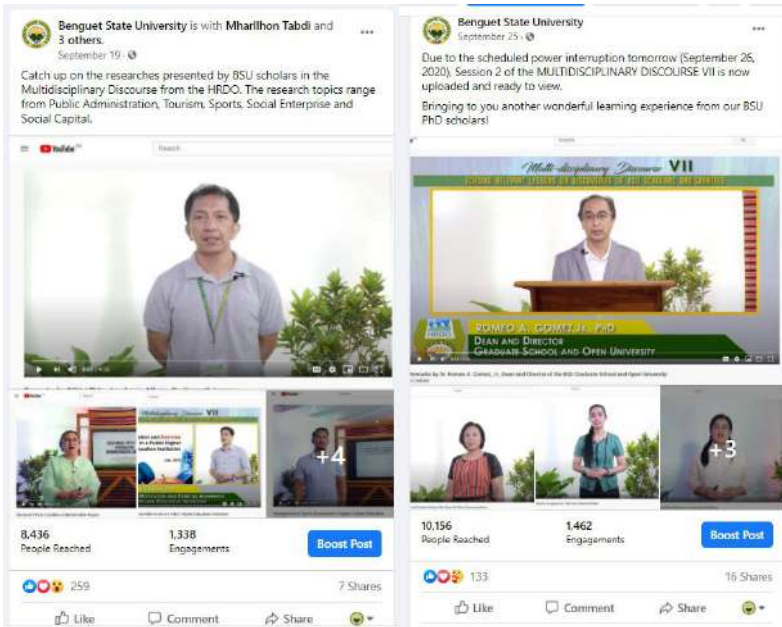 Benguet State University is with Mharllhon Tabdi and
3 others.
September 19
Catch up on the researches presented by BSU scholars in the
Multidisciplinary Discourse from the HRDO. The research topics range
from Public Administration, Tourism, Sports, Social Enterprise and
Social Capital.
YouTube
Search
Multidisciplinary Discourse VII
+4
8,436
People Reached
1,338
Engagements
Boost Post
259
7 Shares
Like
Comment
Share
Benguet State University
September 25
Due to the scheduled power interruption tomorrow (September 26,
2020), Session 2 of the MULTIDISCIPLINARY DISCOURSE VII is now
uploaded and ready to view.
Bringing to you another wonderful learning experience from our BSU
PhD scholars!
Multi-disciplinary Discourse VII
HRDO
ROMEO A. GOMEZ, JR. PHD
DEAN AND DIRECTOR
GRADUATE SCHOOL AND OPEN UNIVERSITY
+3
10,156
People Reached
1,462
Engagements
Boost Post
133
16 Shares
Like
Comment
Share